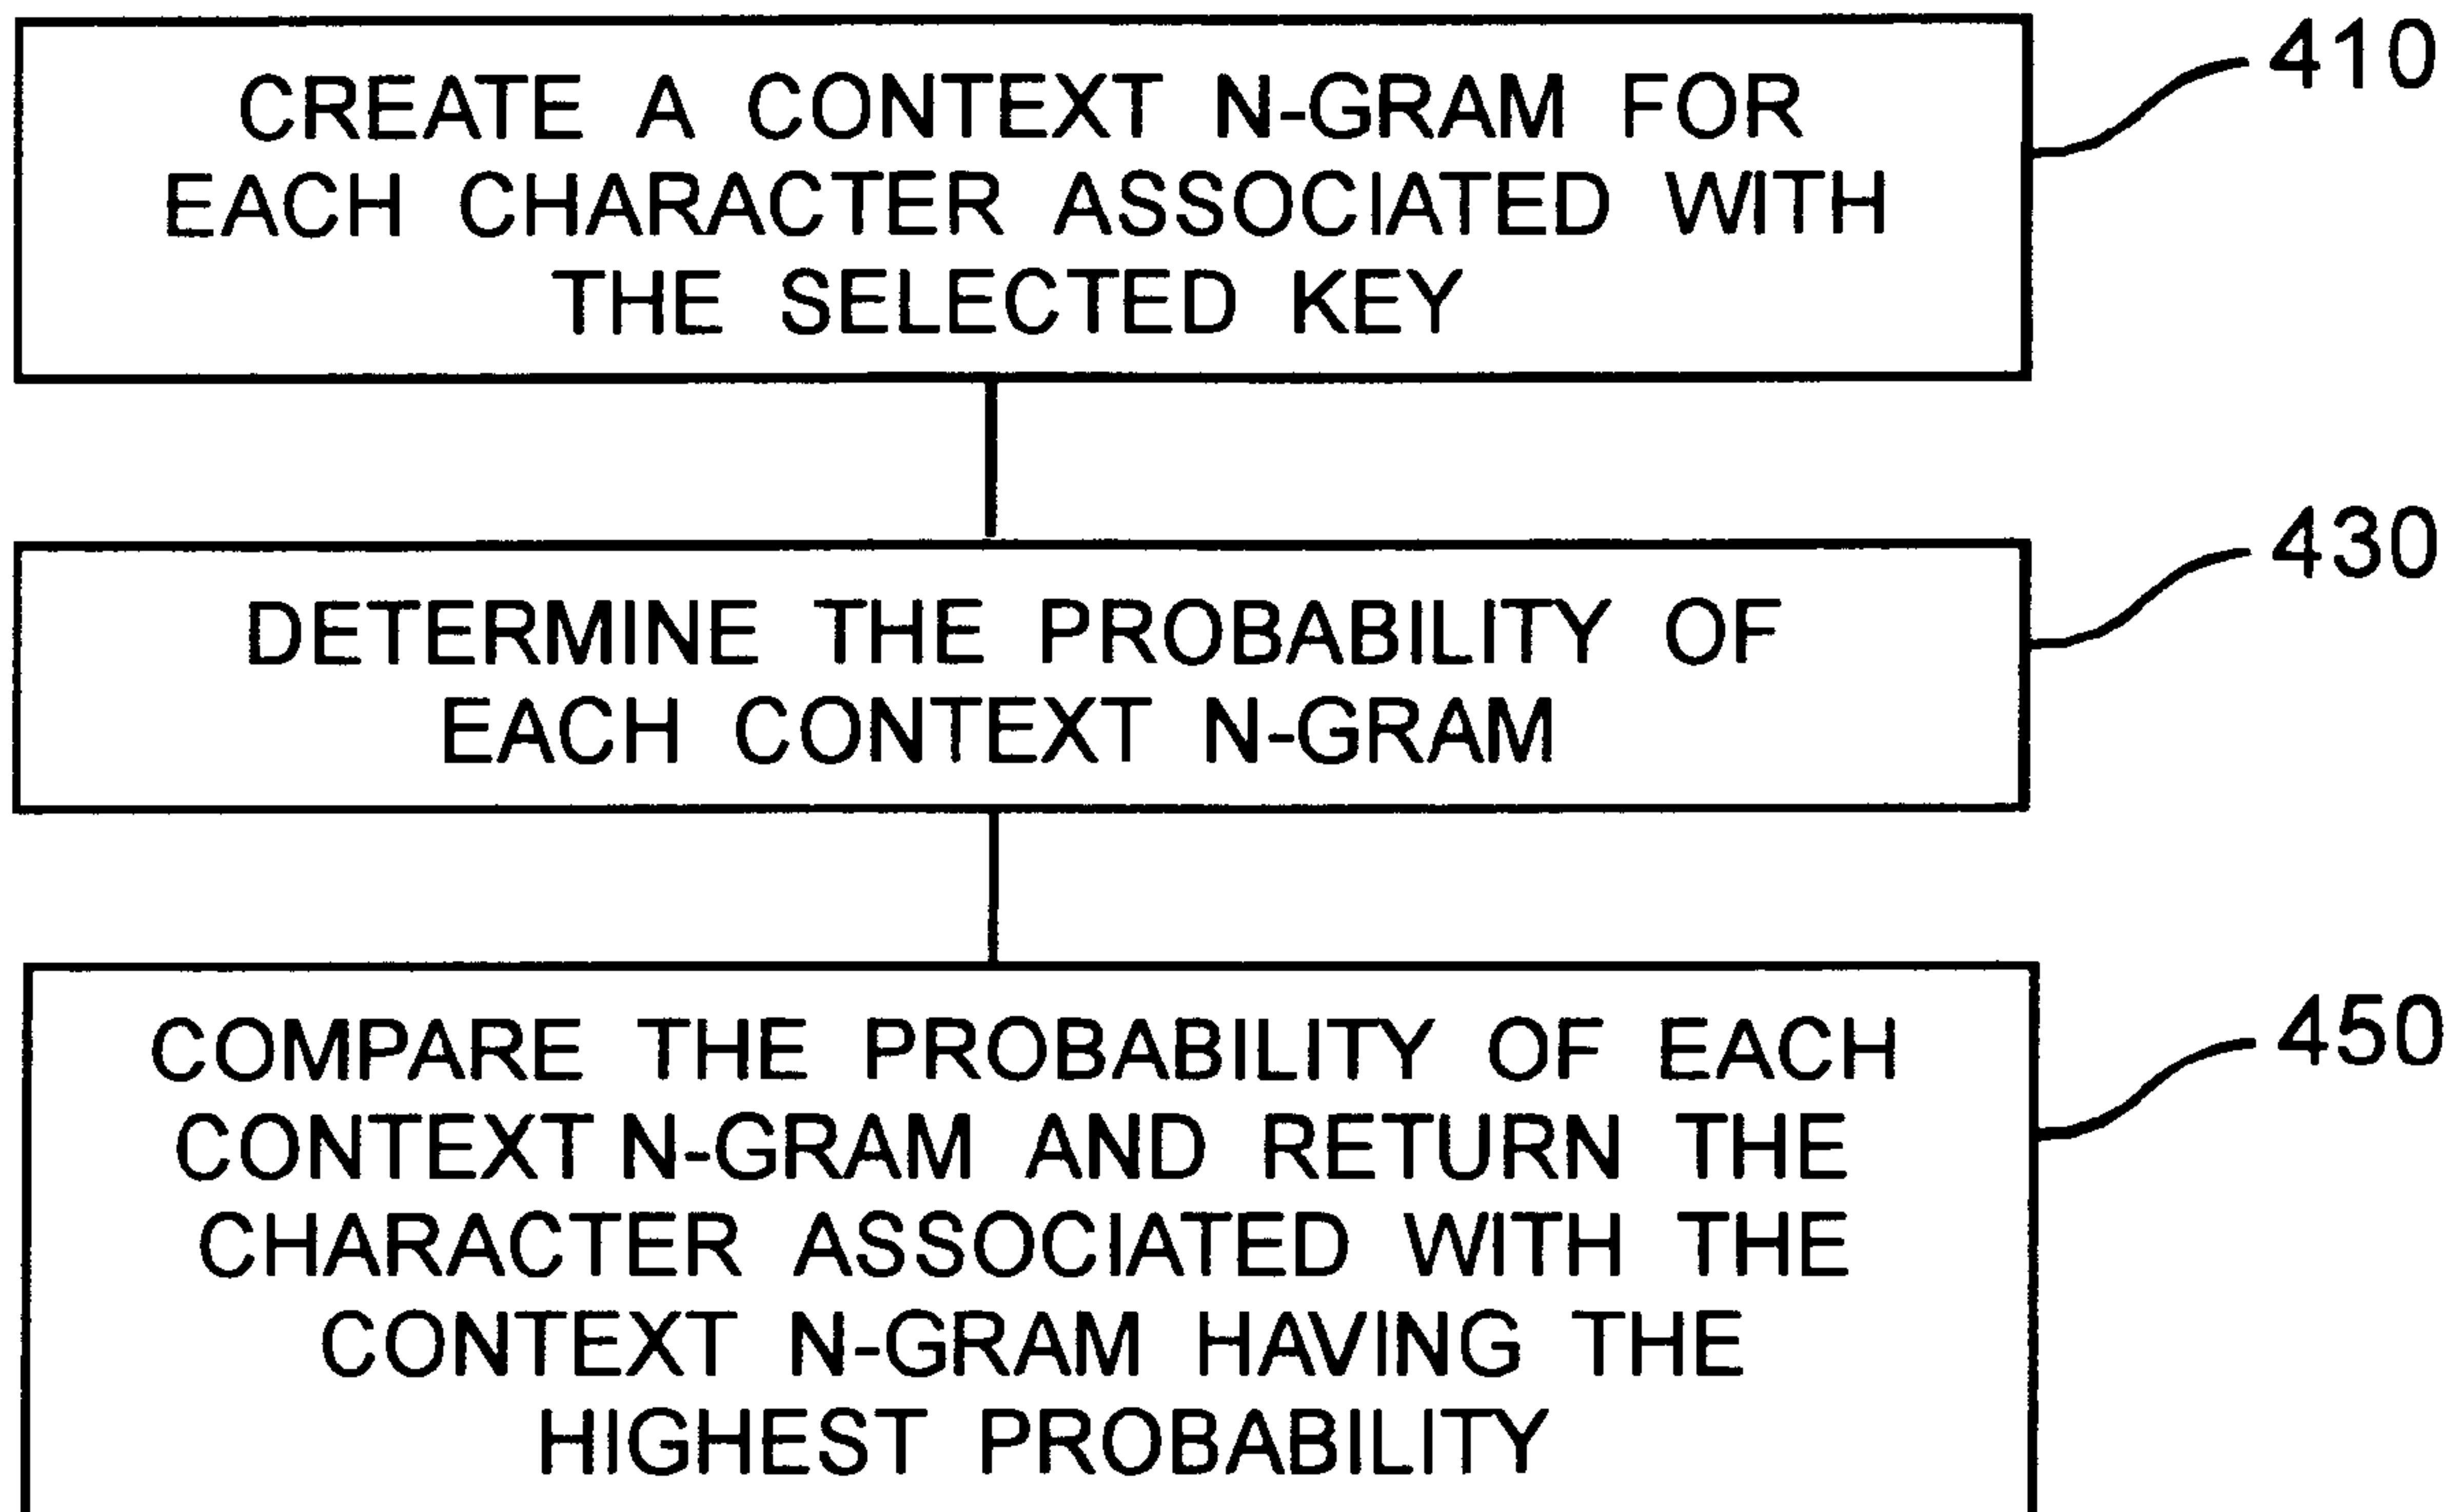 CREATE A CONTEXT N-GRAM FOR
EACH CHARACTER ASSOCIATED WITH
THE SELECTED KEY
410
DETERMINE THE PROBABILITY OF
EACH CONTEXT N-GRAM
430
COMPARE THE PROBABILITY OF EACH
CONTEXT N-GRAM AND RETURN THE
CHARACTER ASSOCIATED WITH THE
CONTEXT N-GRAM HAVING THE
HIGHEST PROBABILITY
450